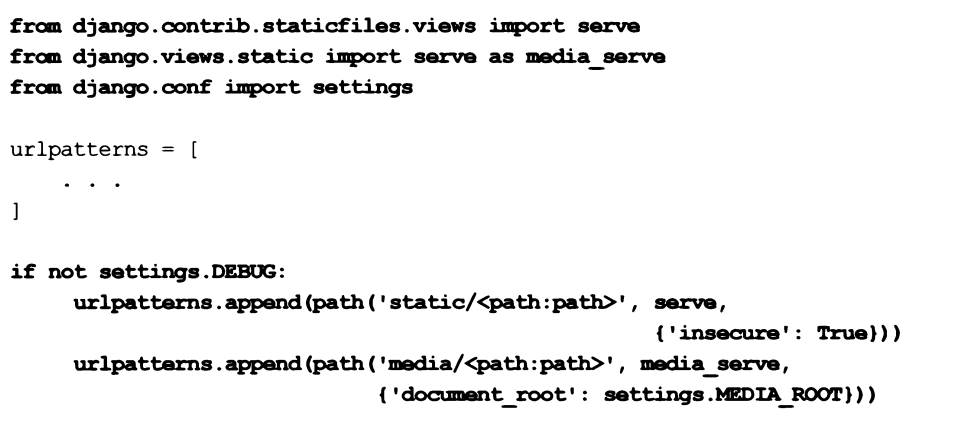 from django.contrib.staticfiles.views import serve
from django.views.static import serve as media_serve
from django.conf import settings
urlpatterns = [
. . .
]
if not settings.DEBUG:
urlpatterns.append(path('static/<path:path>', serve,
{'insecure': True}))
urlpatterns.append(path('media/<path:path>', media_serve,
{'document_root': settings.MEDIA_ROOT}))